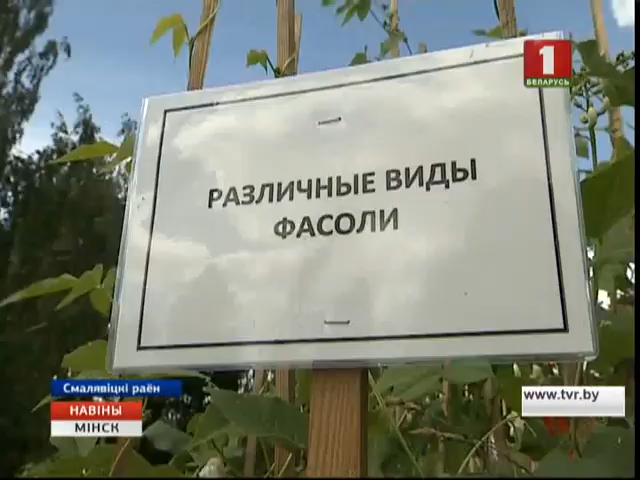 1
БЕЛАРУСЬ
РАЗЛИЧНЫЕ ВИДЫ
ФАСОЛИ
Смалявіцкі раён
НАВІНЫ
МІНСК
www.tvr.by